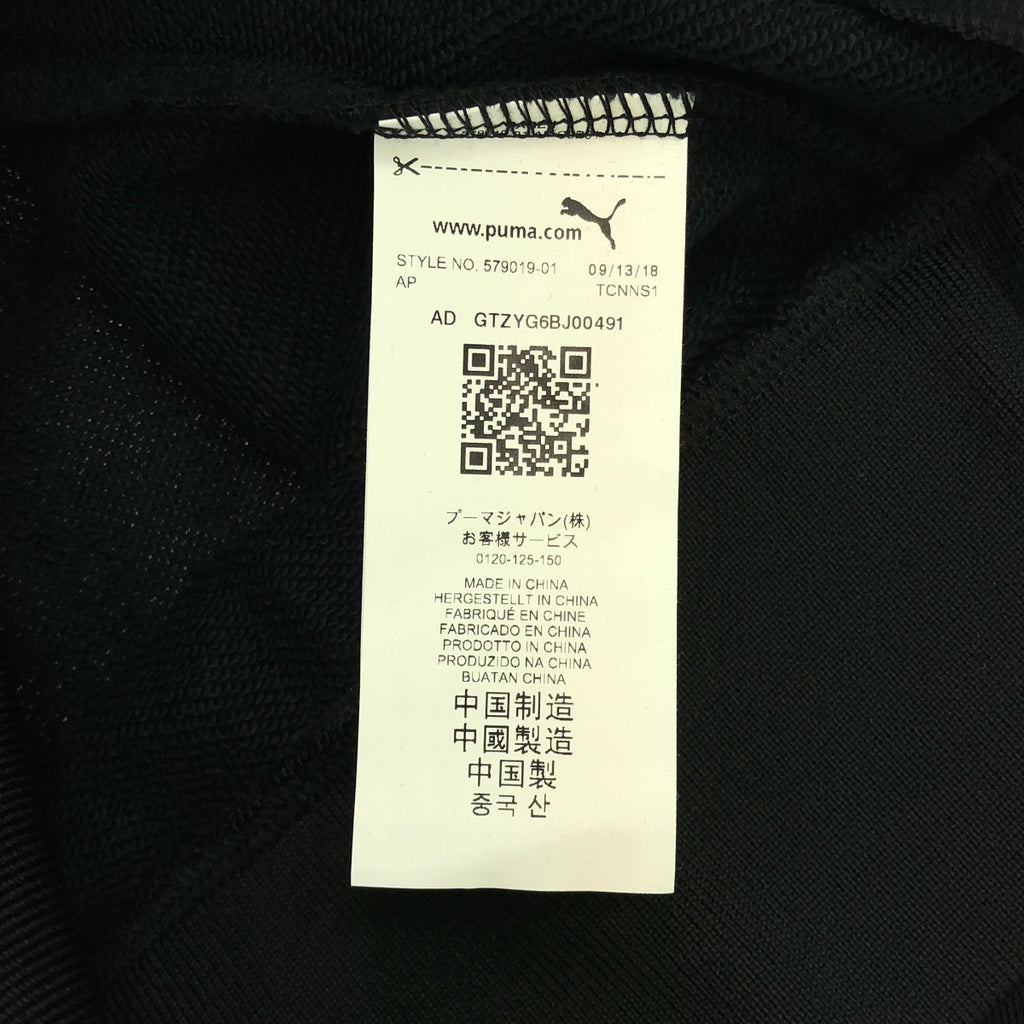 www.puma.com
STYLE NO. 579019-01 09/13/18
AP TCNNS1
AD GTZYG6BJ00491
プーマジャパン(株)
お客様サービス
0120-125-150
MADE IN CHINA
HERGESTELLT IN CHINA
FABRIQUÉ EN CHINE
FABRICADO EN CHINA
PRODOTTO IN CHINA
PRODUZIDO NA CHINA
BUATAN CHINA
中国制造
中國製造
中国製
중국 산